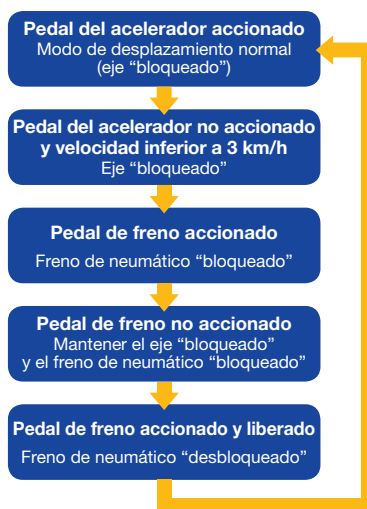 Pedal del acelerador accionado
Modo de desplazamiento normal
(eje “bloqueado”)
Pedal del acelerador no accionado
y velocidad inferior a 3 km/h
Eje “bloqueado”
Pedal de freno accionado
Freno de neumático “bloqueado”
Pedal de freno no accionado
Mantener el eje “bloqueado”
y el freno de neumático “bloqueado”
Pedal de freno accionado y liberado
Freno de neumático “desbloqueado”